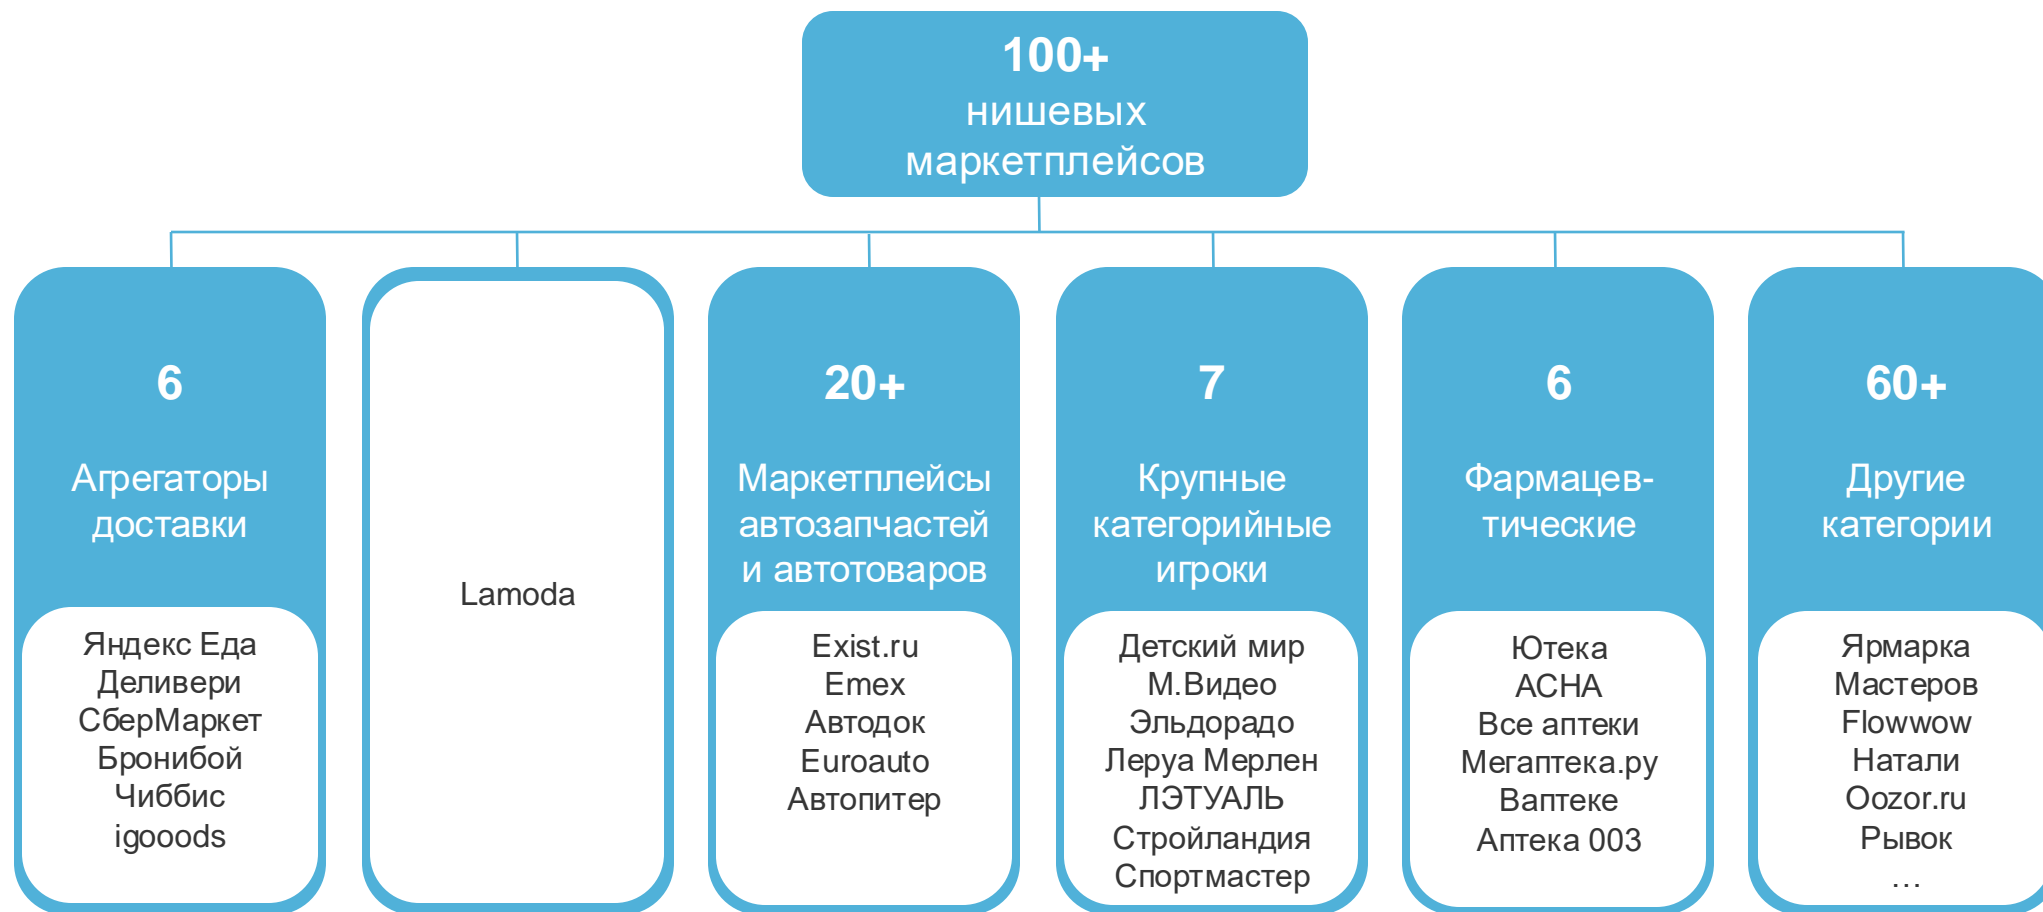 100+
нишевых
маркетплейсов
6
Агрегаторы
доставки
Яндекс Еда
Деливери
СберМаркет
Бронибой
Чиббис
igooods
Lamoda
20+
Маркетплейсы
автозапчастей
и автотоваров
Exist.ru
Emex
Автодок
Euroauto
Автопитер
7
Крупные
категорийные
игроки
Детский мир
М.Видео
Эльдорадо
Леруа Мерлен
ЛЭТУАЛЬ
Стройландия
Спортмастер
6
Фармацев-
тические
Ютека
АСНА
Все аптеки
Мегаптека.ру
Ваптеке
Аптека 003
60+
Другие
категории
Ярмарка
Мастеров
Flowwow
Натали
Oozor.ru
Рывок
…